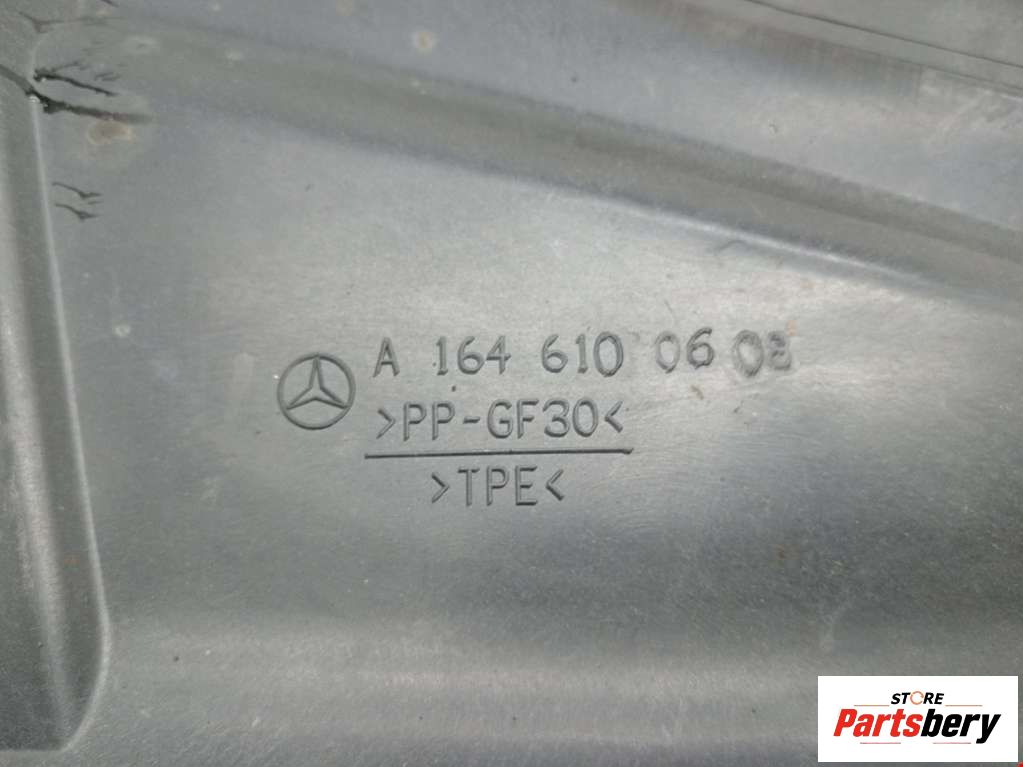 A 164 610 06 08
>PP-GF30<
>TPE<
STORE
Partsbery